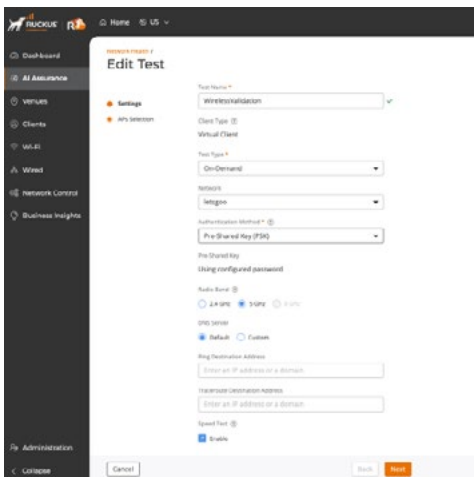 RUCKUS R1 Home US
Dashboard
AI Assurance
Venues
Clients
Wi-Fi
Wired
Network Control
Business Insights
Administration
Collapse
Network Health /
Edit Test
Settings
APs Selection
Test Name *
WirelessValidation
Client Type
Virtual Client
Test Type *
On-Demand
Network
letsgoo
Authentication Method *
Pre-Shared Key (PSK)
Pre-Shared Key
Using configured password
Radio Band
2.4 GHz 5 GHz 6 GHz
DNS Server
Default Custom
Ping Destination Address
Enter an IP address or a domain
Traceroute Destination Address
Enter an IP address or a domain
Speed Test
Enable
Cancel Back Next